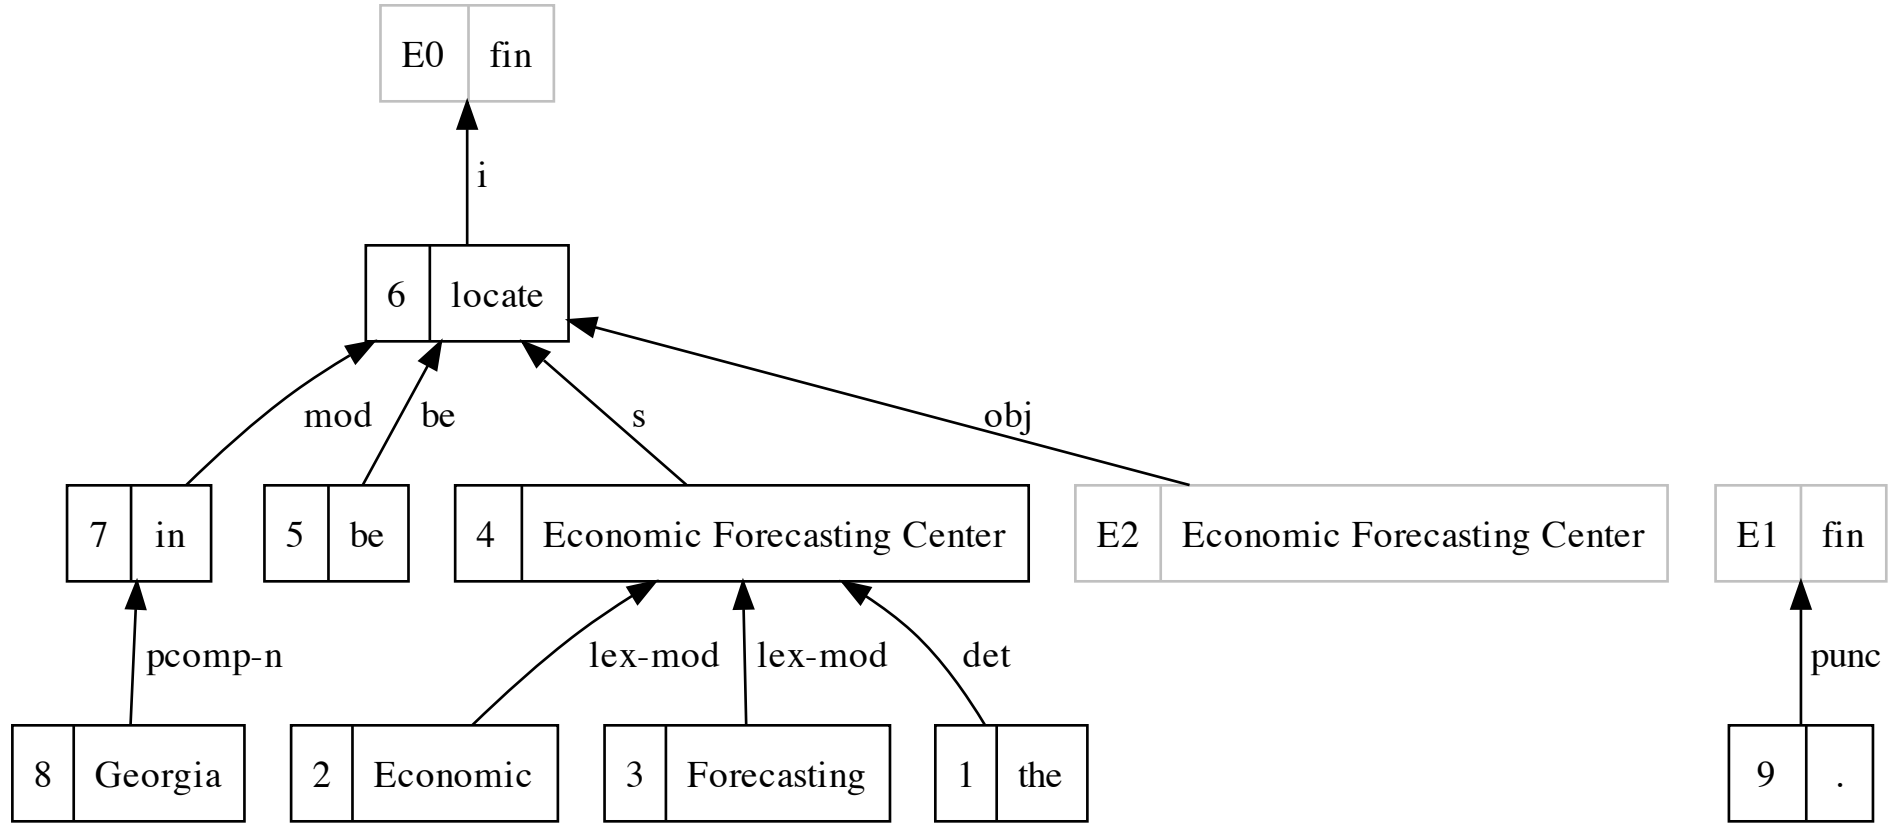 E0 fin
i
6 locate
mod be s obj
7 in 5 be 4 Economic Forecasting Center E2 Economic Forecasting Center E1 fin
pcomp-n lex-mod lex-mod det punc
8 Georgia 2 Economic 3 Forecasting 1 the 9 .